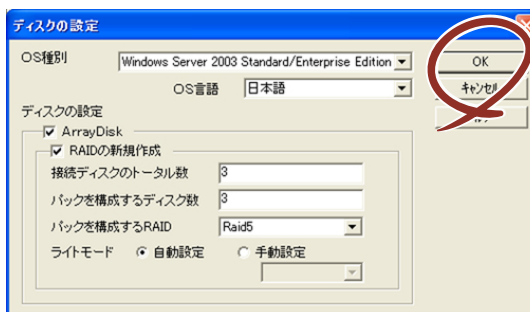 ディスクの設定
OS種別 Windows Server 2003 Standard/Enterprise Edition
OK
OS言語 日本語
キャンセル
ディスクの設定
ArrayDisk
RAIDの新規作成
接続ディスクのトータル数 3
パックを構成するディスク数 3
パックを構成するRAID Raid5
ライトモード 自動設定 手動設定